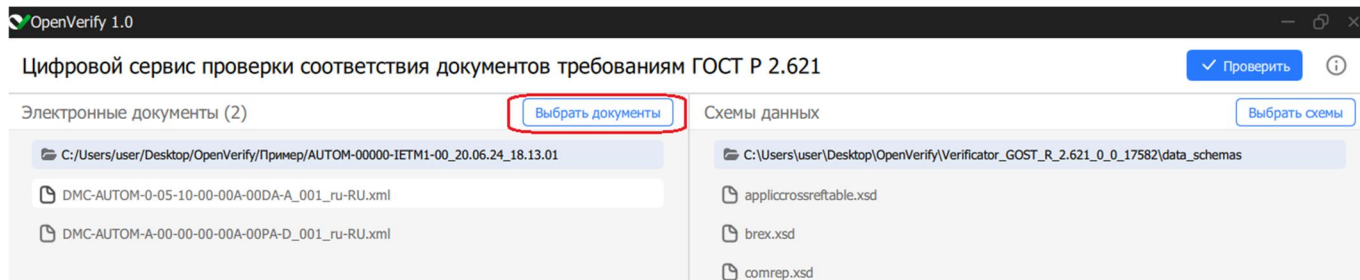 OpenVerify 1.0
Цифровой сервис проверки соответствия документов требованиям ГОСТ Р 2.621
Проверить
Электронные документы (2)
Выбрать документы
C:/Users/user/Desktop/OpenVerify/Пример/AUTOM-00000-IETM1-00_20.06.24_18.13.01
DMC-AUTOM-0-05-10-00-00A-00DA-A_001_ru-RU.xml
DMC-AUTOM-A-00-00-00-00A-00PA-D_001_ru-RU.xml
Схемы данных
Выбрать схемы
C:\Users\user\Desktop\OpenVerify\Verificator_GOST_R_2.621_0_0_17582\data_schemas
appliccrossreftable.xsd
brex.xsd
comrep.xsd